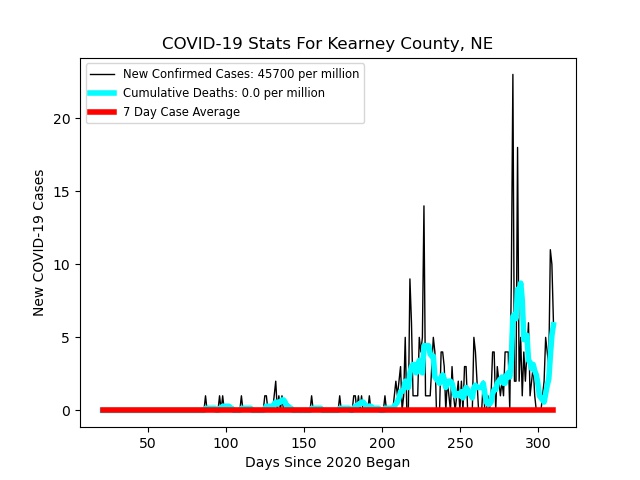 COVID-19 Stats For Kearney County, NE
New Confirmed Cases: 45700 per million
Cumulative Deaths: 0.0 per million
7 Day Case Average
New COVID-19 Cases
20
15
10
5
0
50 100 150 200 250 300
Days Since 2020 Began